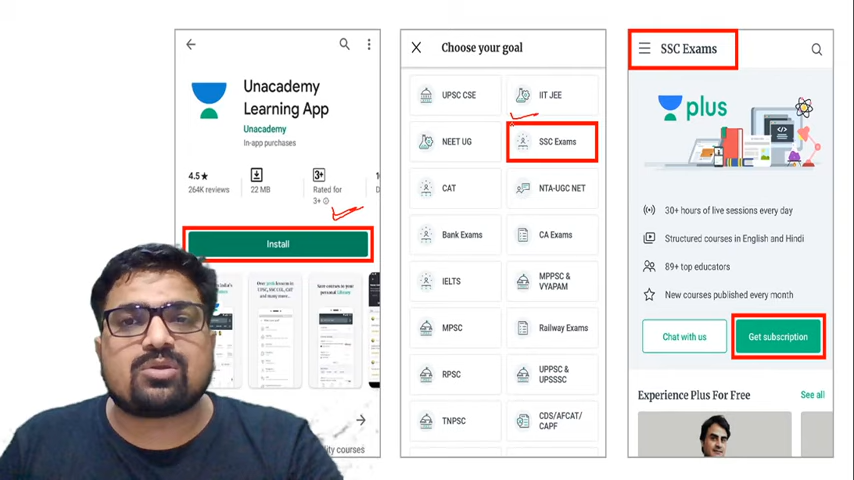 Unacademy
Learning App
Unacademy
In-app purchases
4.5★
264K reviews
22 MB
3+
Rated for
3+
Install
Choose your goal
UPSC CSE
IIT JEE
NEET UG
SSC Exams
CAT
NTA-UGC NET
Bank Exams
CA Exams
IELTS
MPPSC &
VYAPAM
MPSC
Railway Exams
RPSC
UPPSC &
UPSSSC
TNPSC
CDS/AFCAT/
CAPF
SSC Exams
plus
30+ hours of live sessions every day
Structured courses in English and Hindi
89+ top educators
New courses published every month
Chat with us
Get subscription
Experience Plus For Free
See all